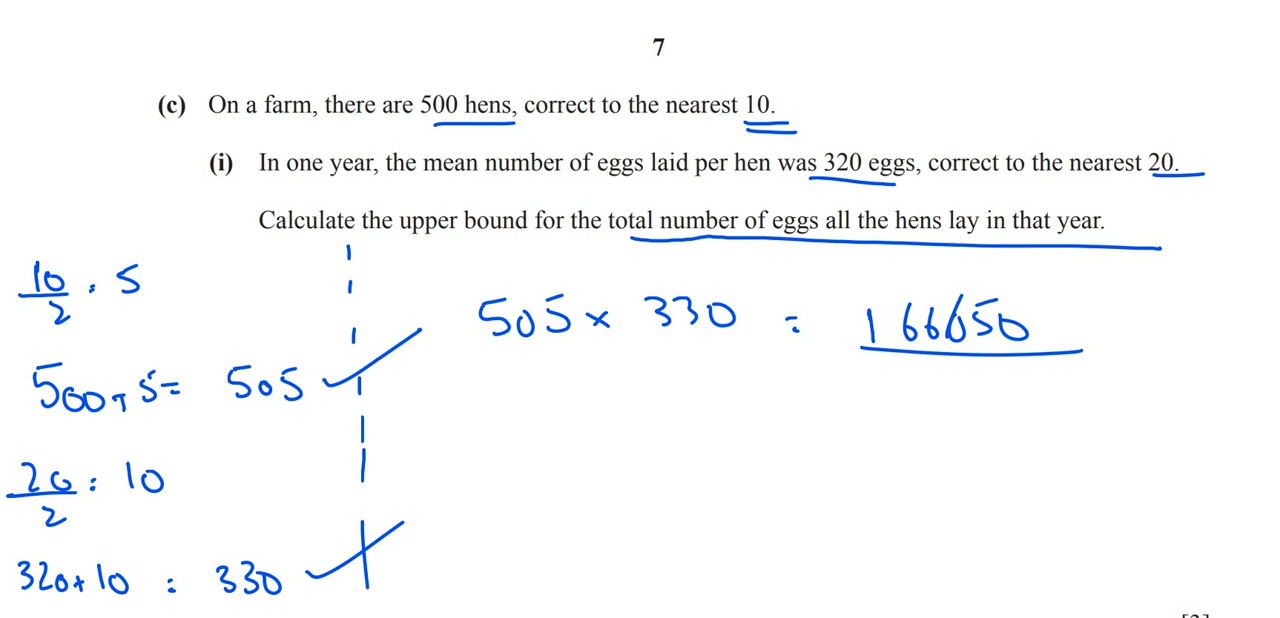 7
(c) On a farm, there are 500 hens, correct to the nearest 10.
(i) In one year, the mean number of eggs laid per hen was 320 eggs, correct to the nearest 20.
Calculate the upper bound for the total number of eggs all the hens lay in that year.
10/2 : 5
505 × 330 = 166650
500+5= 505
20/2 : 10
320+10 : 330